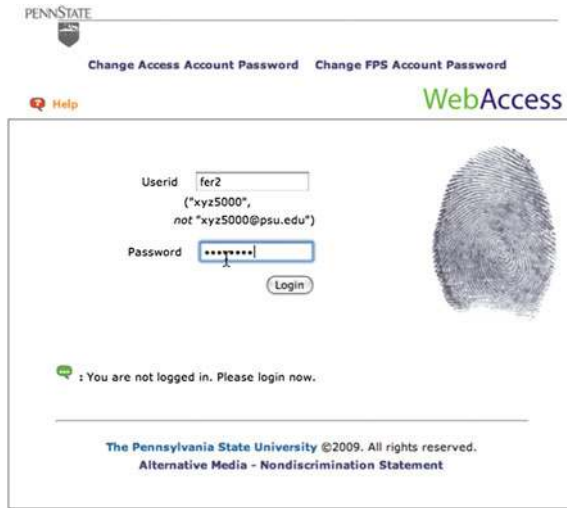 PENNSTATE
Change Access Account Password Change FPS Account Password
Help WebAccess
Userid fer2
("xyz5000",
not "xyz5000@psu.edu")
Password ••••••••
Login
: You are not logged in. Please login now.
The Pennsylvania State University ©2009. All rights reserved.
Alternative Media - Nondiscrimination Statement